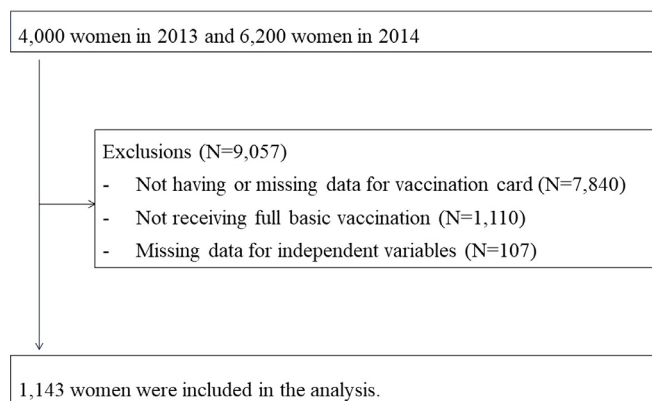 4,000 women in 2013 and 6,200 women in 2014
Exclusions (N=9,057)
- Not having or missing data for vaccination card (N=7,840)
- Not receiving full basic vaccination (N=1,110)
- Missing data for independent variables (N=107)
1,143 women were included in the analysis.